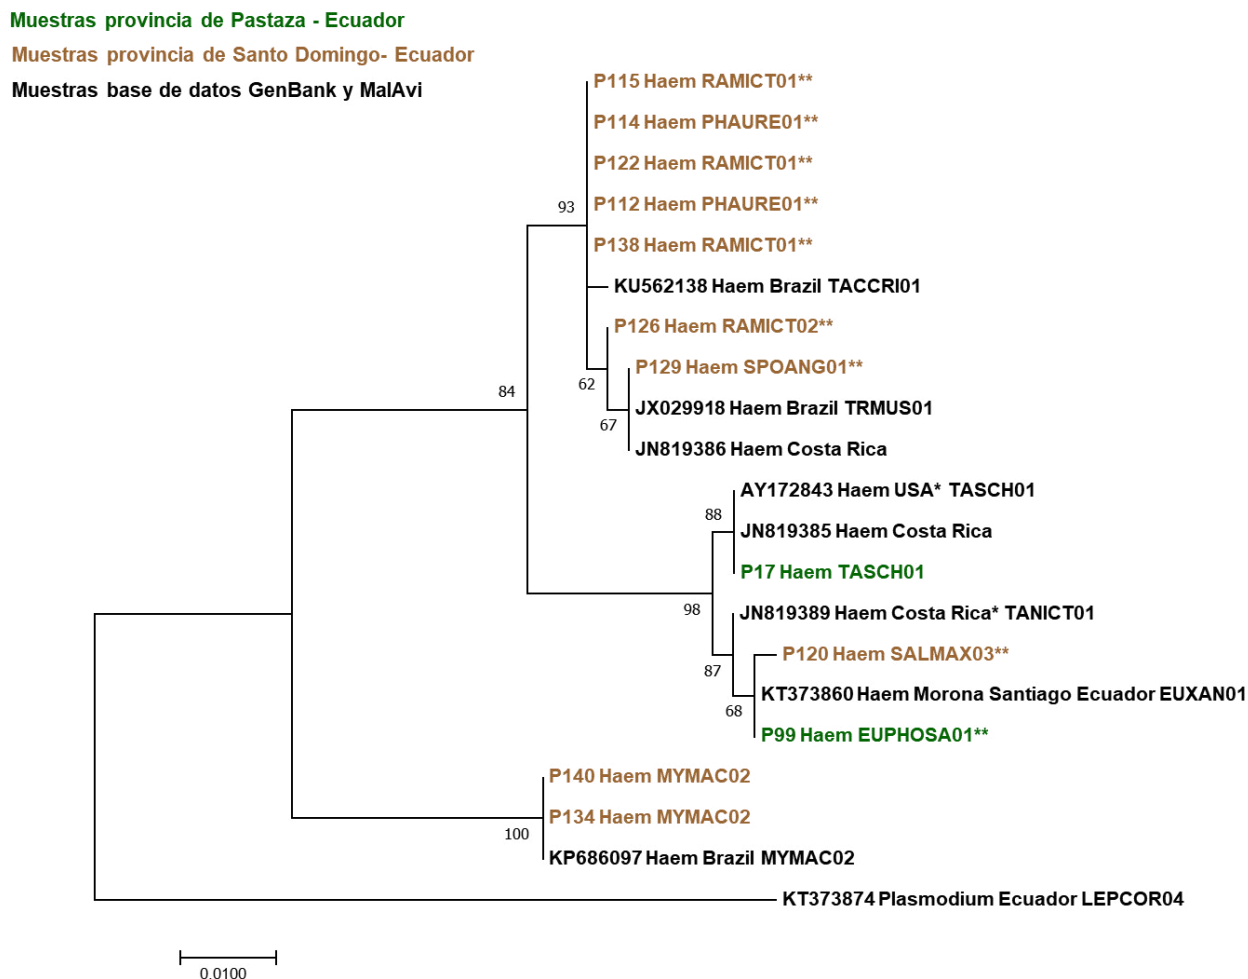 Muestras provincia de Pastaza - Ecuador
Muestras provincia de Santo Domingo- Ecuador
Muestras base de datos GenBank y MalAvi
P115 Haem RAMICT01**
P114 Haem PHAURE01**
P122 Haem RAMICT01**
P112 Haem PHAURE01**
93
P138 Haem RAMICT01**
KU562138 Haem Brazil TACCRI01
P126 Haem RAMICT02**
P129 Haem SPOANG01**
62
84
JX029918 Haem Brazil TRMUS01
67
JN819386 Haem Costa Rica
AY172843 Haem USA* TASCH01
88
JN819385 Haem Costa Rica
P17 Haem TASCH01
98
JN819389 Haem Costa Rica* TANICT01
P120 Haem SALMAX03**
87
KT373860 Haem Morona Santiago Ecuador EUXAN01
68
P99 Haem EUPHOSA01**
P140 Haem MYMAC02
P134 Haem MYMAC02
100
KP686097 Haem Brazil MYMAC02
KT373874 Plasmodium Ecuador LEPCOR04
0.0100